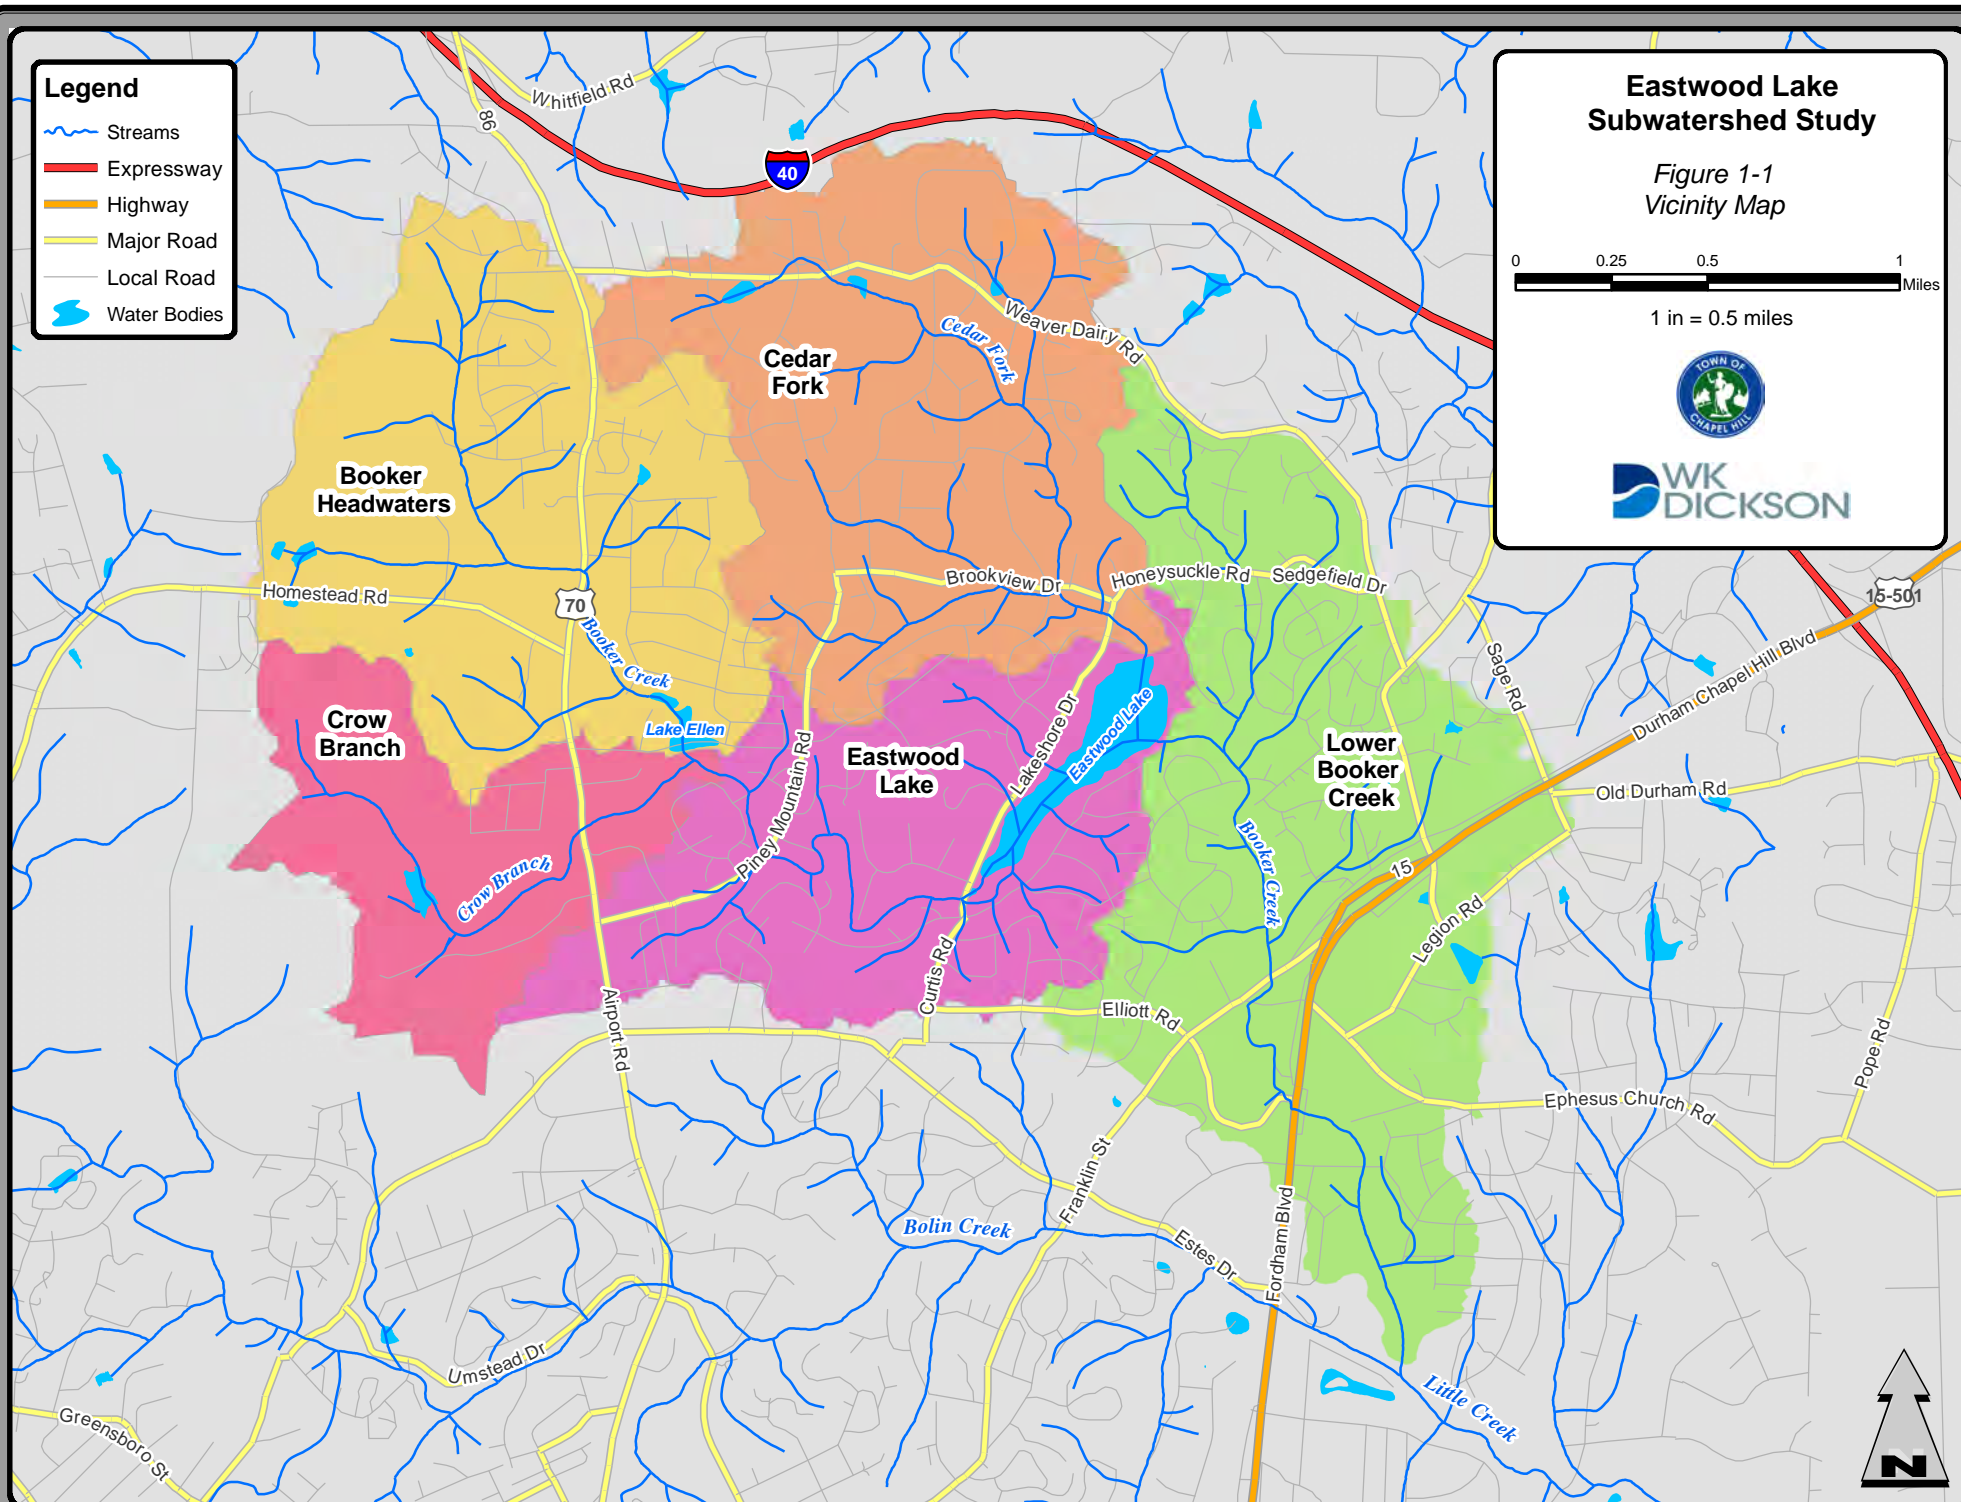 Legend
Streams
Expressway
Highway
Major Road
Local Road
Water Bodies
Eastwood Lake
Subwatershed Study
Figure 1-1
Vicinity Map
0
0.25
0.5
1
Miles
1 in = 0.5 miles
TOWN OF
CHAPEL HILL
WK
DICKSON
Whitfield Rd
86
40
Weaver Dairy Rd
Cedar Fork
Cedar
Fork
Booker
Headwaters
Homestead Rd
70
Booker Creek
Brookview Dr
Honeysuckle Rd
Sedgefield Dr
15-501
Sage Rd
Durham Chapel Hill Blvd
Crow
Branch
Lake Ellen
Piney Mountain Rd
Eastwood
Lake
Lakeshore Dr
Eastwood Lake
Lower
Booker
Creek
Old Durham Rd
Booker Creek
15
Crow Branch
Legion Rd
Curtis Rd
Airport Rd
Elliott Rd
Pope Rd
Ephesus Church Rd
Franklin St
Bolin Creek
Estes Dr
Fordham Blvd
Umstead Dr
Little Creek
Greensboro St
N